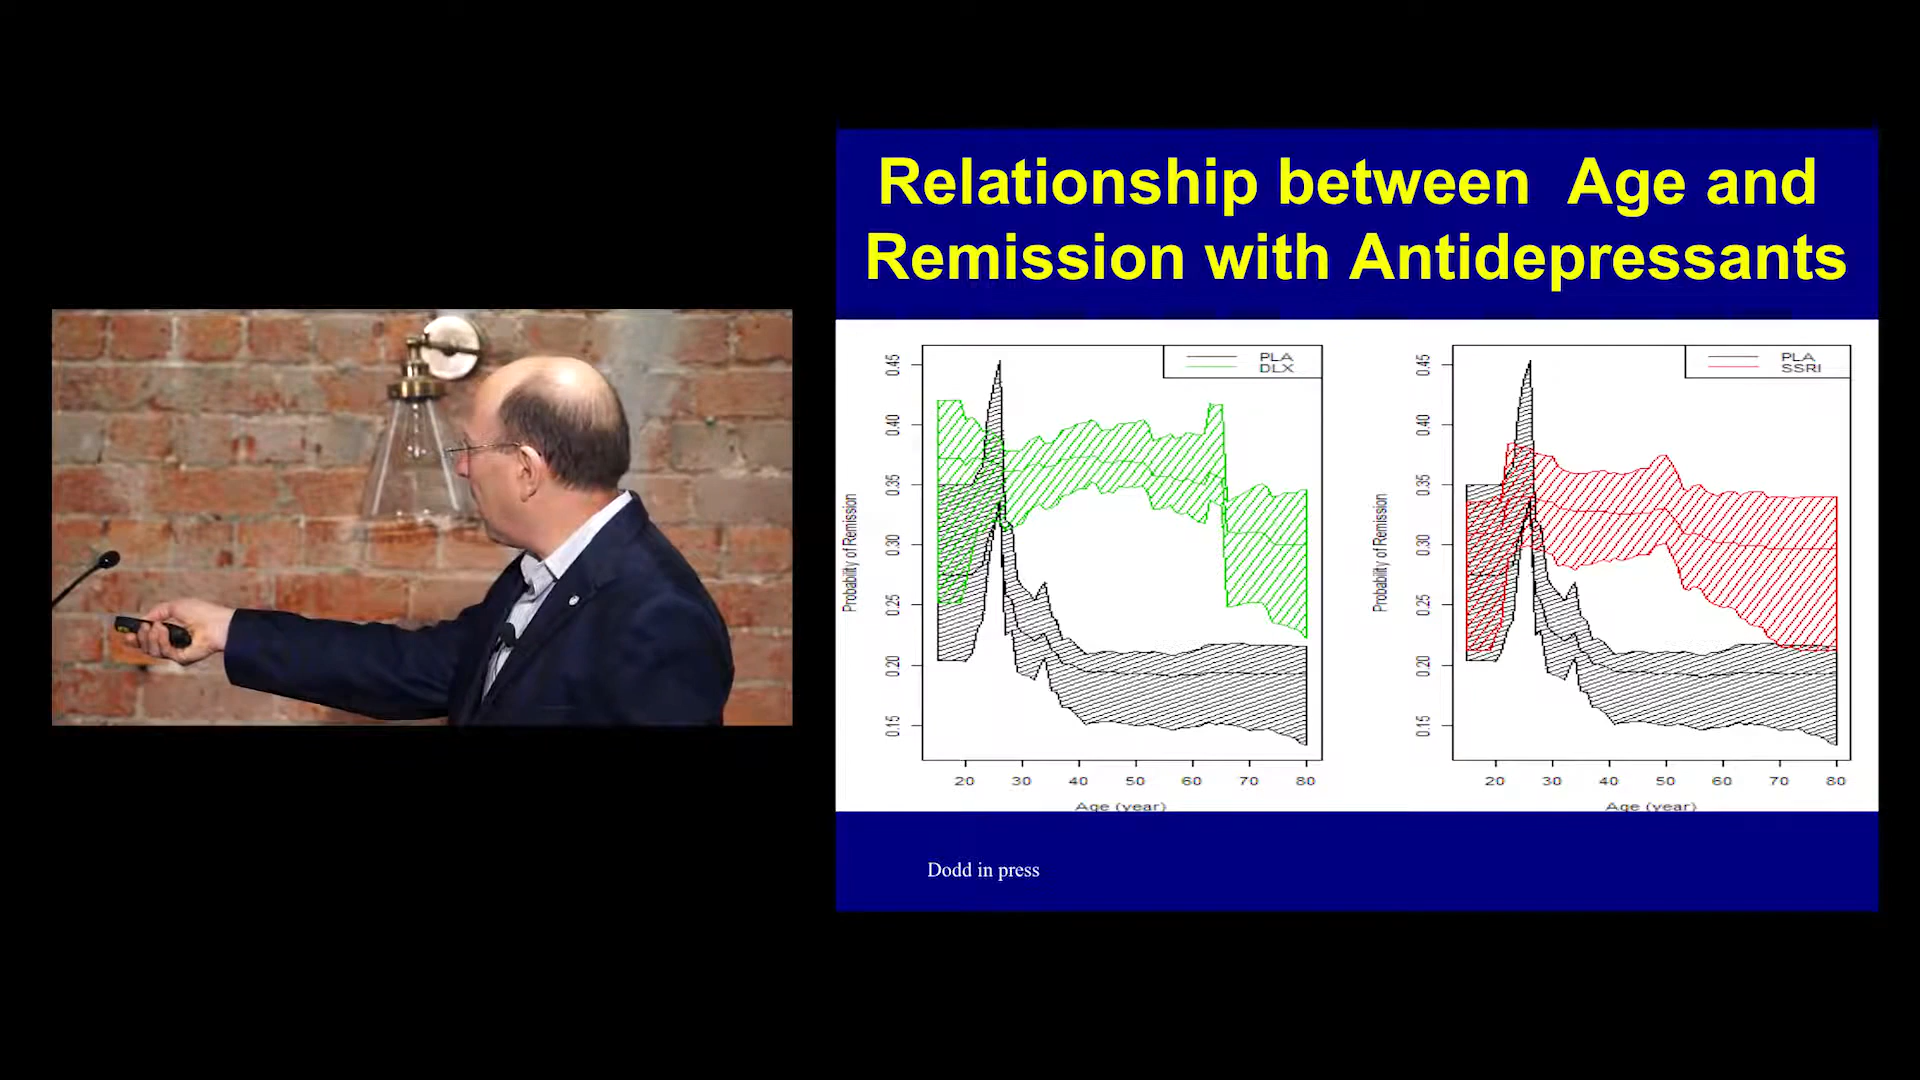 Relationship between  Age and
Remission with Antidepressants
PLA
DLX
Probability of Remission
0.45
0.40
0.35
0.30
0.25
0.20
0.15
20 30 40 50 60 70 80
Age (year)
PLA
SSRI
Probability of Remission
0.45
0.40
0.35
0.30
0.25
0.20
0.15
20 30 40 50 60 70 80
Age (year)
Dodd in press